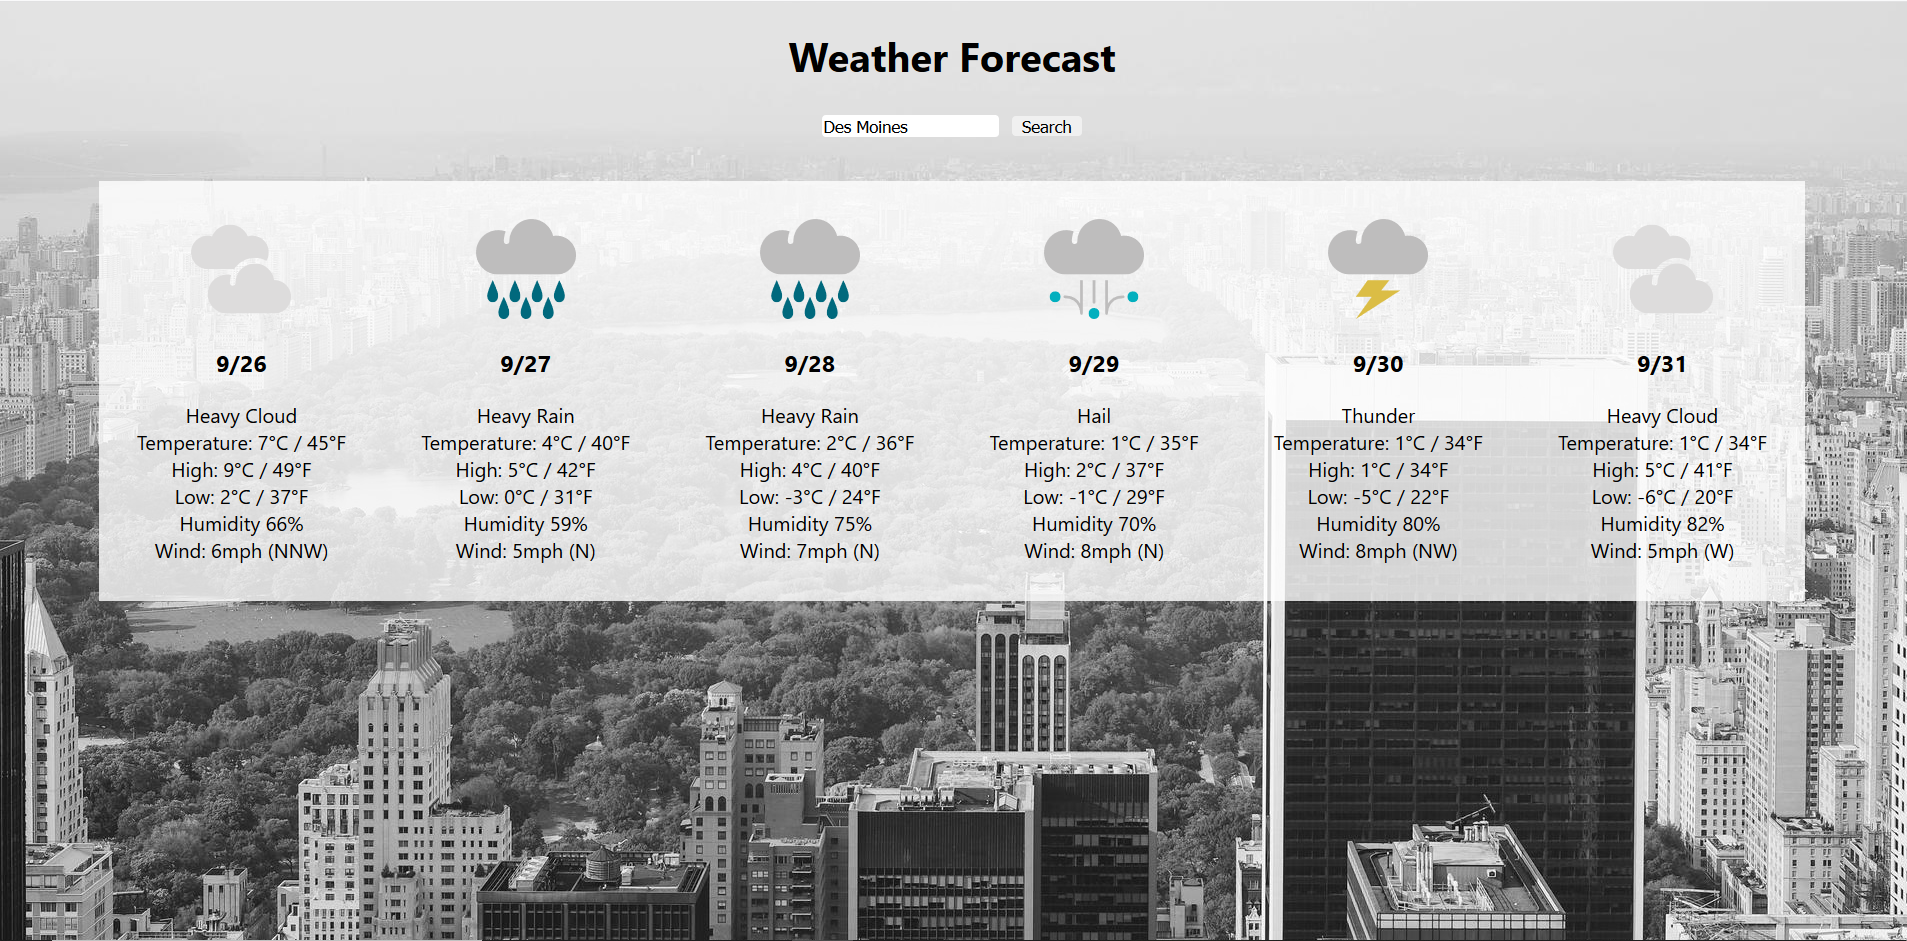 Weather Forecast
Des Moines
Search
9/26
Heavy Cloud
Temperature: 7°C / 45°F
High: 9°C / 49°F
Low: 2°C / 37°F
Humidity 66%
Wind: 6mph (NNW)
9/27
Heavy Rain
Temperature: 4°C / 40°F
High: 5°C / 42°F
Low: 0°C / 31°F
Humidity 59%
Wind: 5mph (N)
9/28
Heavy Rain
Temperature: 2°C / 36°F
High: 4°C / 40°F
Low: -3°C / 24°F
Humidity 75%
Wind: 7mph (N)
9/29
Hail
Temperature: 1°C / 35°F
High: 2°C / 37°F
Low: -1°C / 29°F
Humidity 70%
Wind: 8mph (N)
9/30
Thunder
Temperature: 1°C / 34°F
High: 1°C / 34°F
Low: -5°C / 22°F
Humidity 80%
Wind: 8mph (NW)
9/31
Heavy Cloud
Temperature: 1°C / 34°F
High: 5°C / 41°F
Low: -6°C / 20°F
Humidity 82%
Wind: 5mph (W)